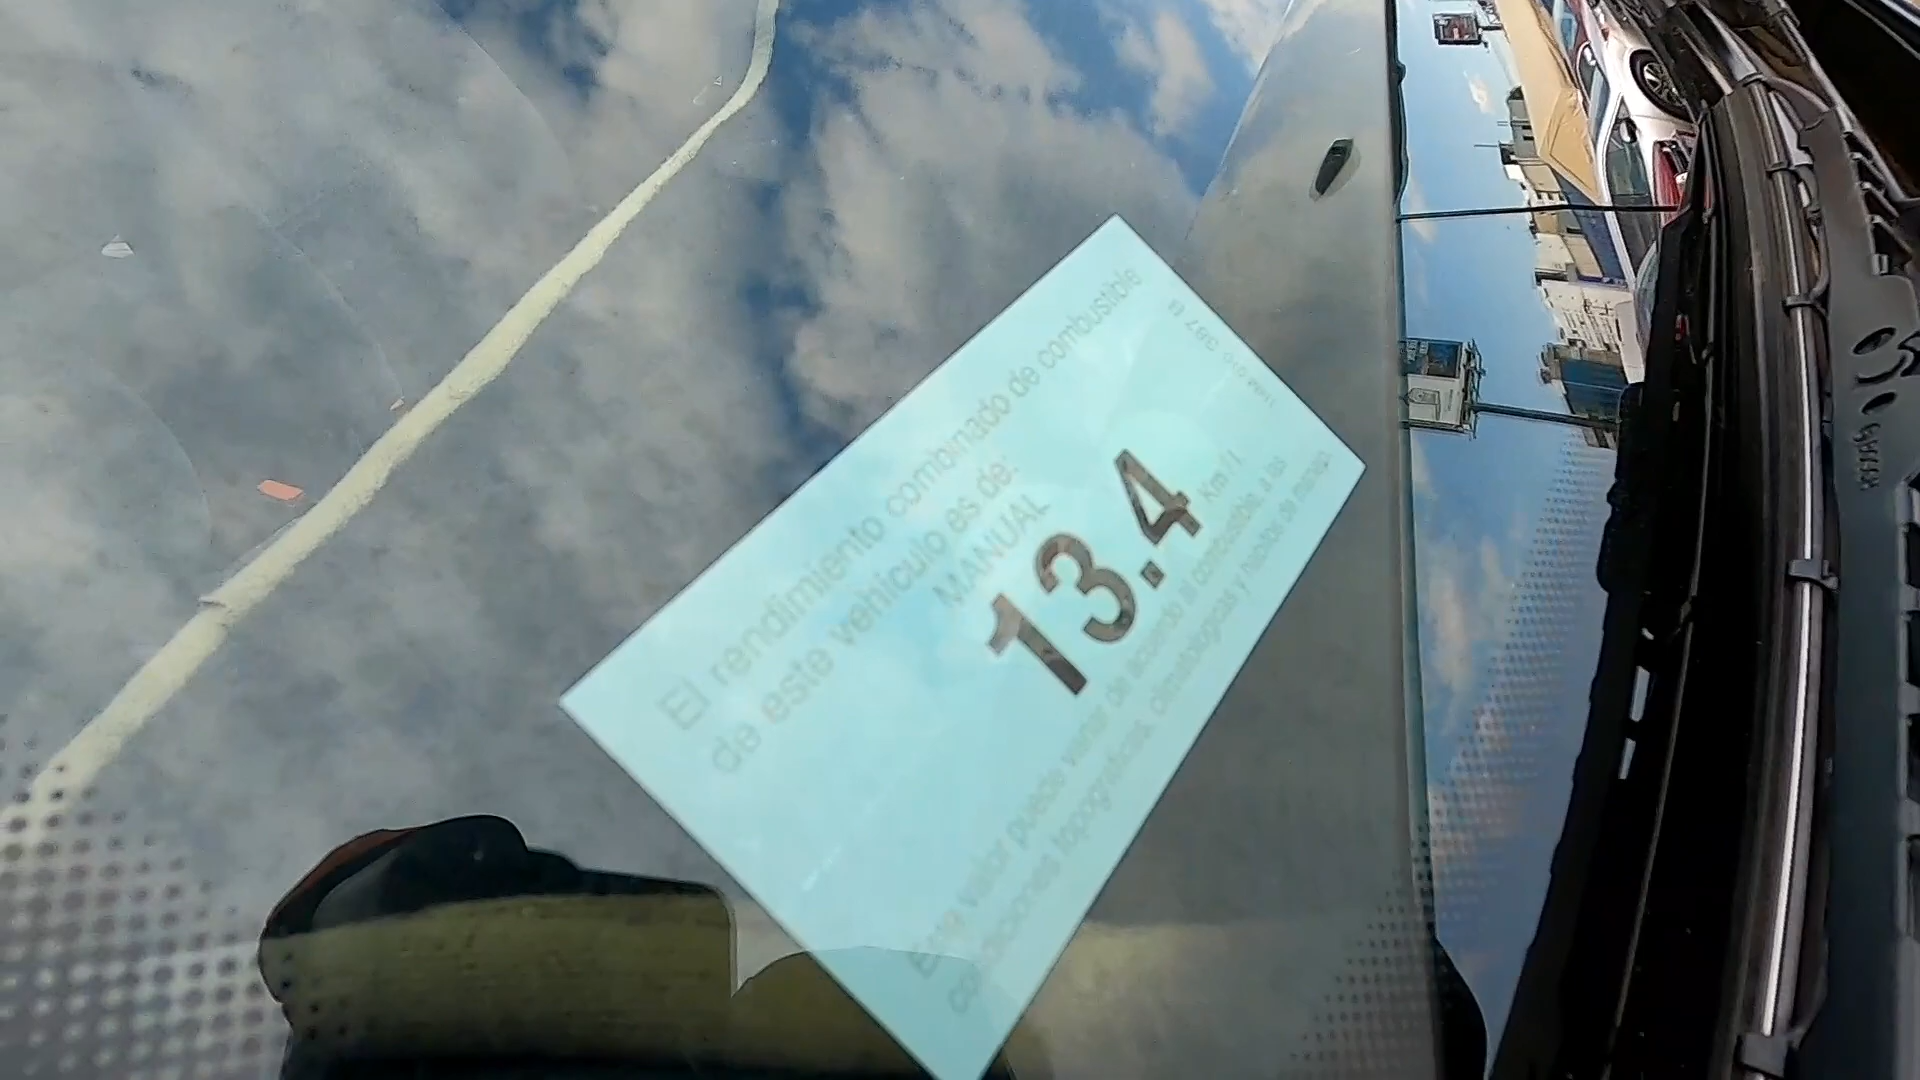 El rendimiento combinado de combustible
de este vehículo es de:
MANUAL
13.4 Km/l
Este valor puede variar de acuerdo al combustible, a las
condiciones topográficas, climatológicas y hábitos de manejo.